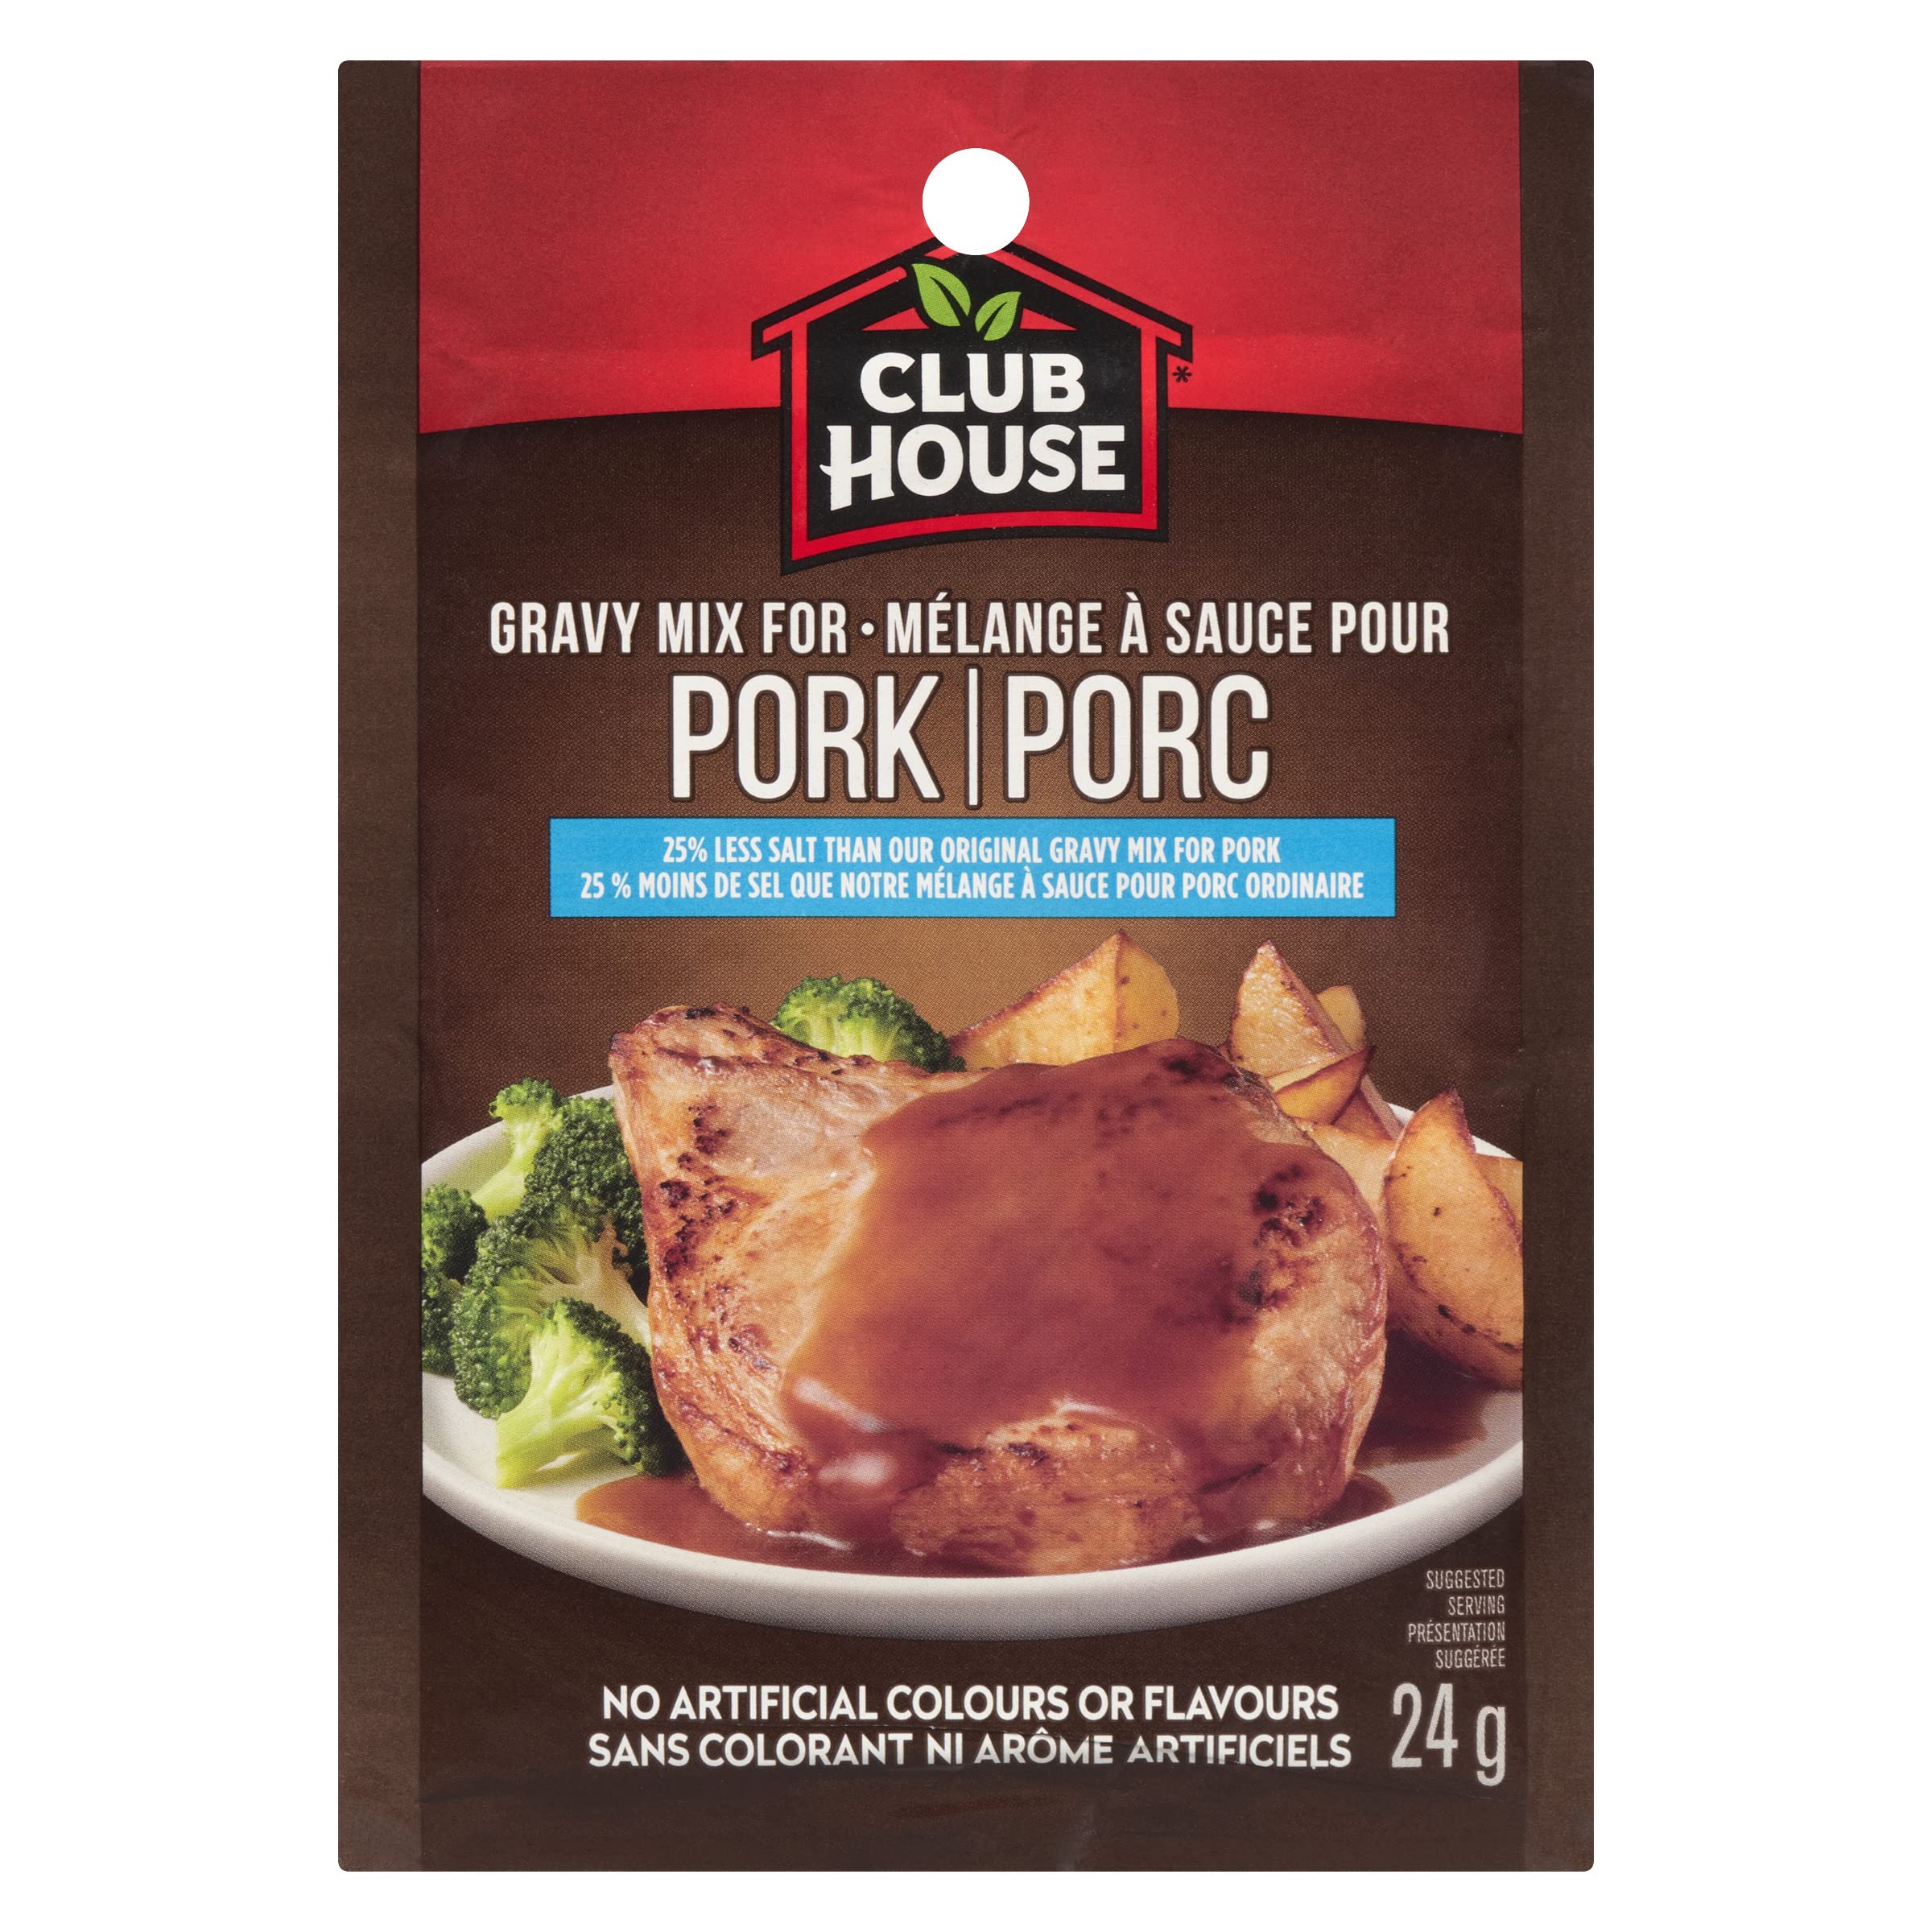 CLUB
HOUSE*
GRAVY MIX FOR • MÉLANGE À SAUCE POUR
PORK | PORC
25% LESS SALT THAN OUR ORIGINAL GRAVY MIX FOR PORK
25 % MOINS DE SEL QUE NOTRE MÉLANGE À SAUCE POUR PORC ORDINAIRE
SUGGESTED
SERVING
PRÉSENTATION
SUGGÉRÉE
NO ARTIFICIAL COLOURS OR FLAVOURS
SANS COLORANT NI ARÔME ARTIFICIELS
24 g